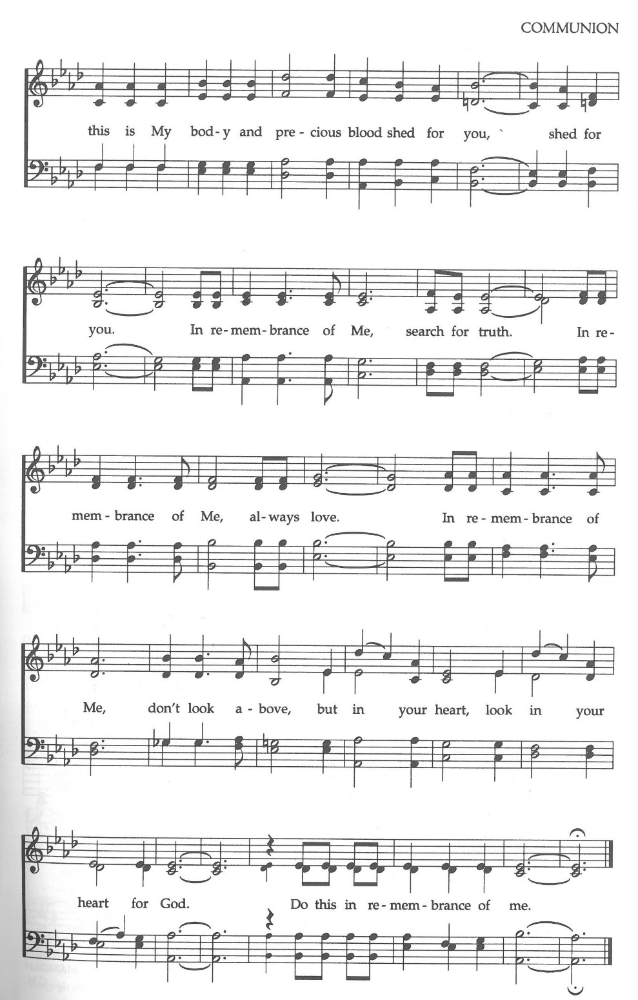 COMMUNION
this is My bod-y and pre-cious blood shed for you, shed for
you. In re-mem-brance of Me, search for truth. In re-
mem-brance of Me, al-ways love. In re-mem-brance of
Me, don't look a-bove, but in your heart, look in your
heart for God. Do this in re-mem-brance of me.